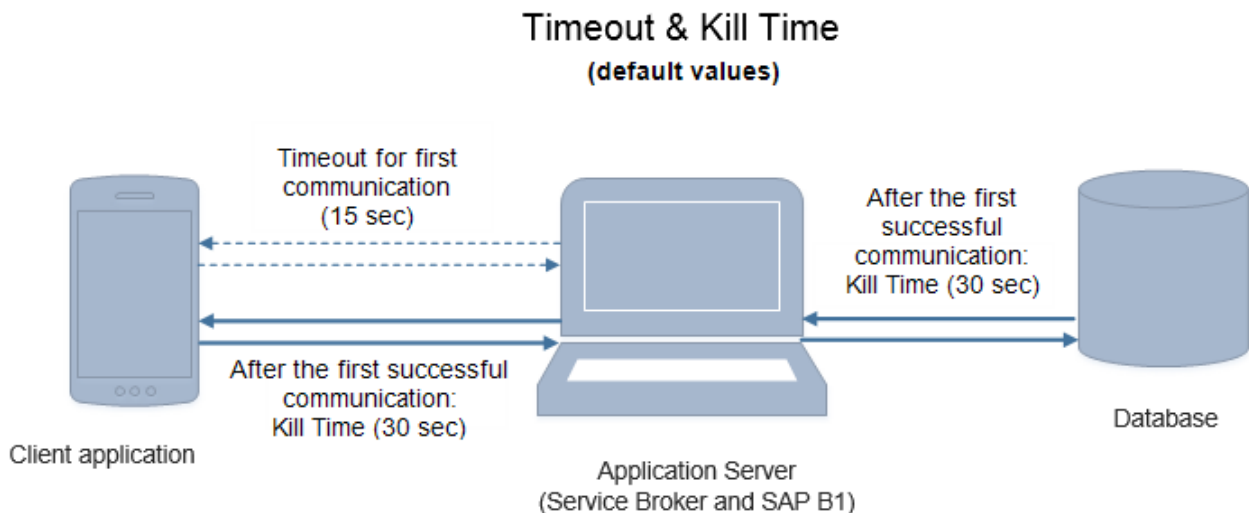 Timeout & Kill Time
(default values)
Timeout for first
communication
(15 sec)
After the first
successful
communication:
Kill Time (30 sec)
After the first successful
communication:
Kill Time (30 sec)
Client application
Application Server
(Service Broker and SAP B1)
Database